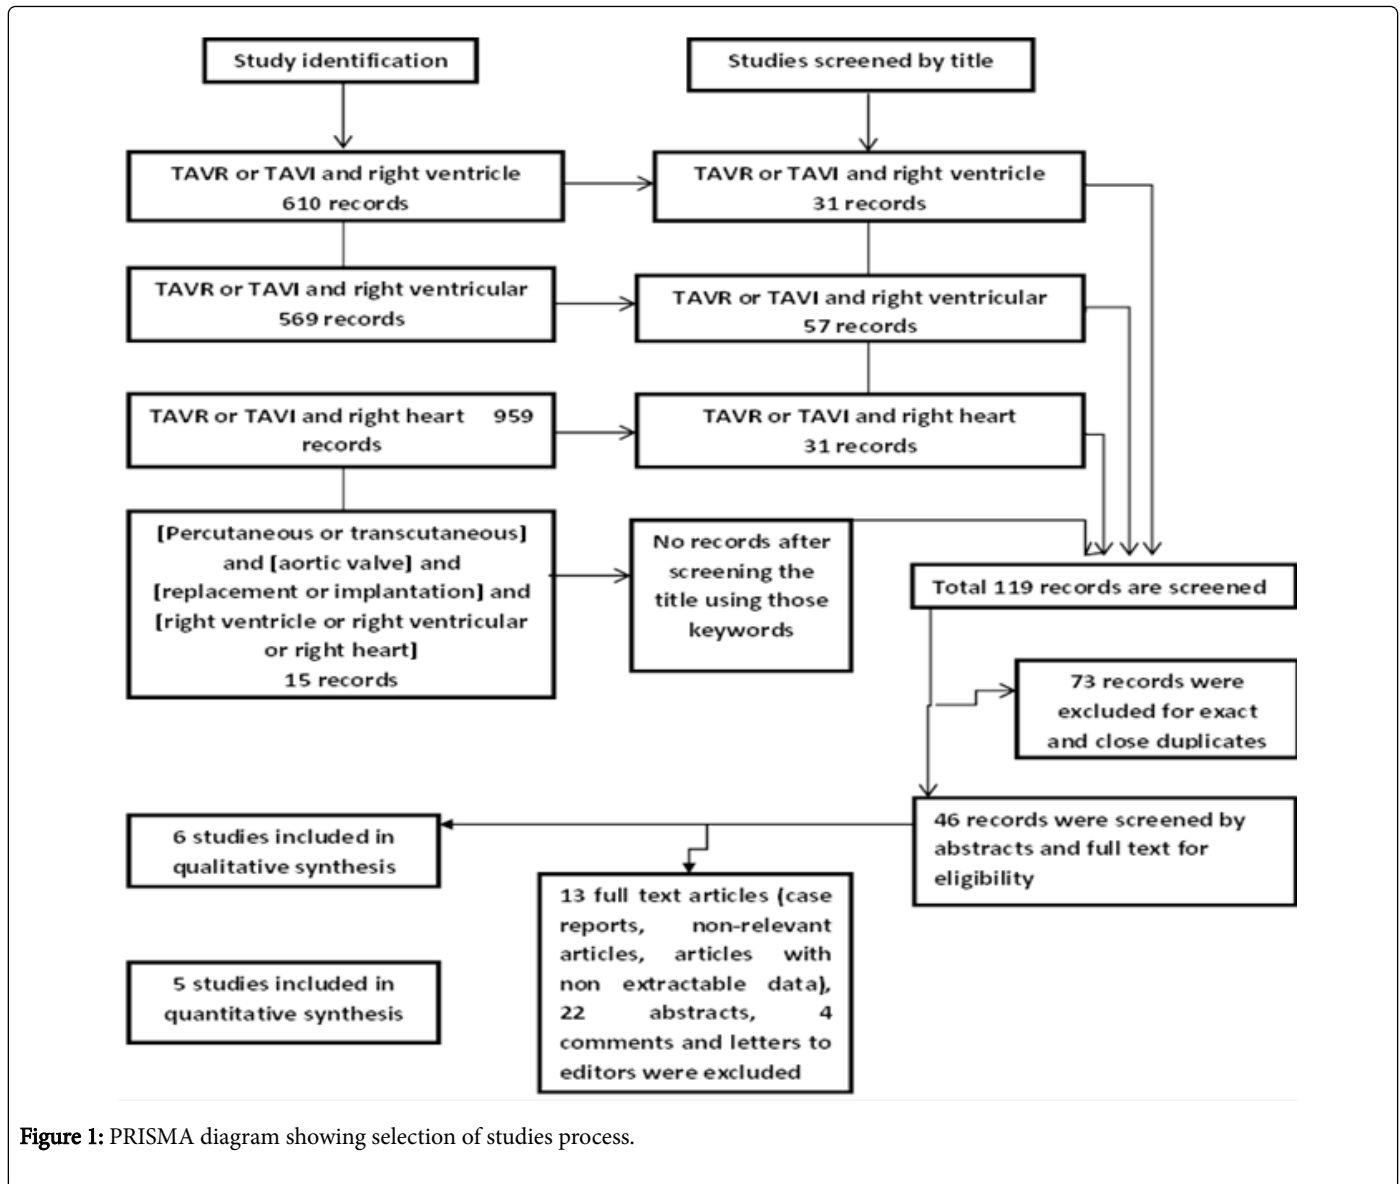 Study identification
Studies screened by title
TAVR or TAVI and right ventricle
610 records
TAVR or TAVI and right ventricle
31 records
TAVR or TAVI and right ventricular
569 records
TAVR or TAVI and right ventricular
57 records
TAVR or TAVI and right heart 959
records
TAVR or TAVI and right heart
31 records
[Percutaneous or transcutaneous]
and [aortic valve] and
[replacement or implantation] and
[right ventricle or right ventricular
or right heart]
15 records
No records after
screening the
title using those
keywords
Total 119 records are screened
73 records were
excluded for exact
and close duplicates
46 records were screened by
abstracts and full text for
eligibility
6 studies included in
qualitative synthesis
13 full text articles (case
reports, non-relevant
articles, articles with
non extractable data),
22 abstracts, 4
comments and letters to
editors were excluded
5 studies included in
quantitative synthesis
Figure 1: PRISMA diagram showing selection of studies process.